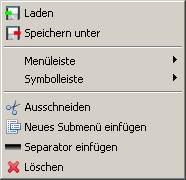 Laden
Speichern unter
Menüleiste
Symbolleiste
Ausschneiden
Neues Submenü einfügen
Separator einfügen
Löschen